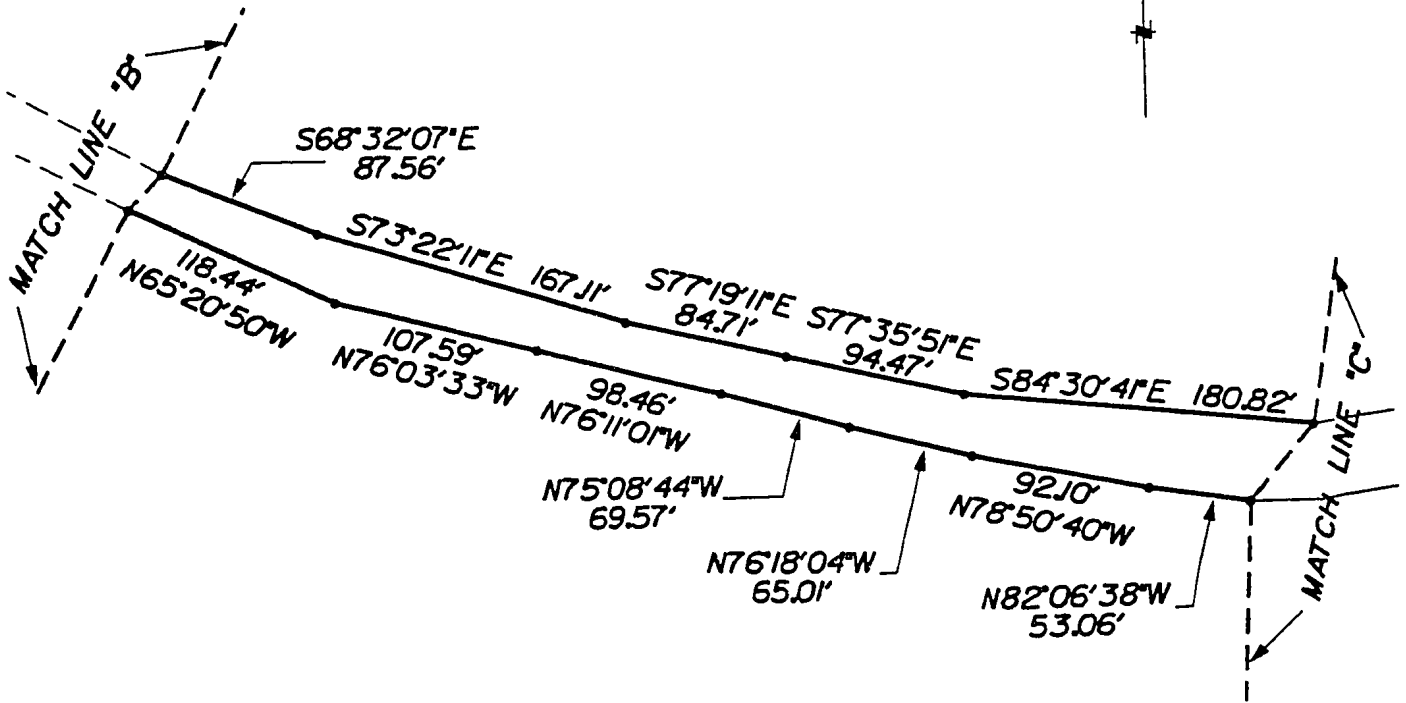 MATCH LINE "B"
S68°32'07"E
87.56'
S73°22'11"E 167.11'
S77°19'11"E
84.71'
S77°35'51"E
94.47'
S84°30'41"E 180.82'
118.44'
N65°20'50"W
107.59'
N76°03'33"W
98.46'
N76°11'01"W
N75°08'44"W
69.57'
N76°18'04"W
65.01'
92.10'
N78°50'40"W
N82°06'38"W
53.06'
MATCH LINE "C"